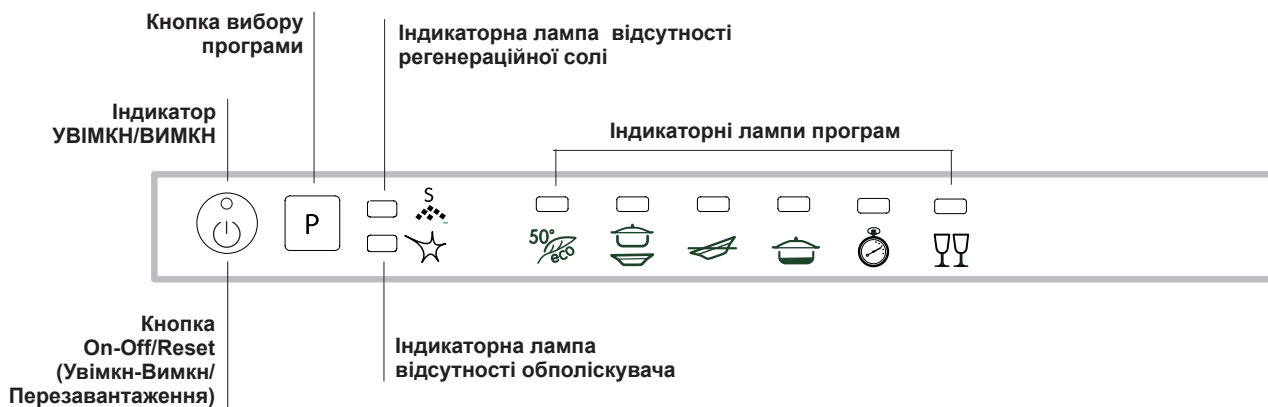 Кнопка вибору
програми
Індикаторна лампа відсутності
регенераційної солі
Індикатор
УВІМКН/ВИМКН
Індикаторні лампи програм
P
S
50°
eco
Кнопка
On-Off/Reset
(Увімкн-Вимкн/
Перезавантаження)
Індикаторна лампа
відсутності обполіскувача